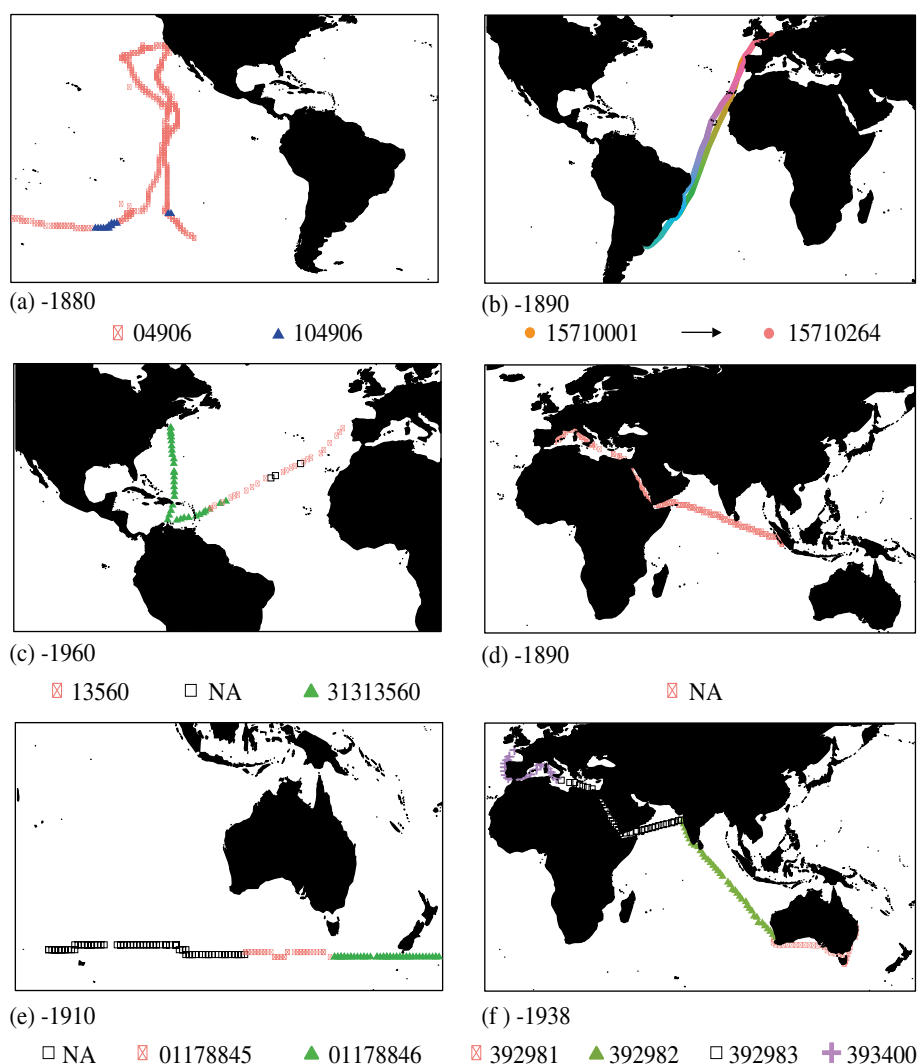 (a) -1880
(b) -1890
04906 104906
15710001 15710264
(c) -1960
(d) -1890
13560 NA 31313560
NA
(e) -1910
(f) -1938
NA 01178845 01178846
392981 392982 392983 393400